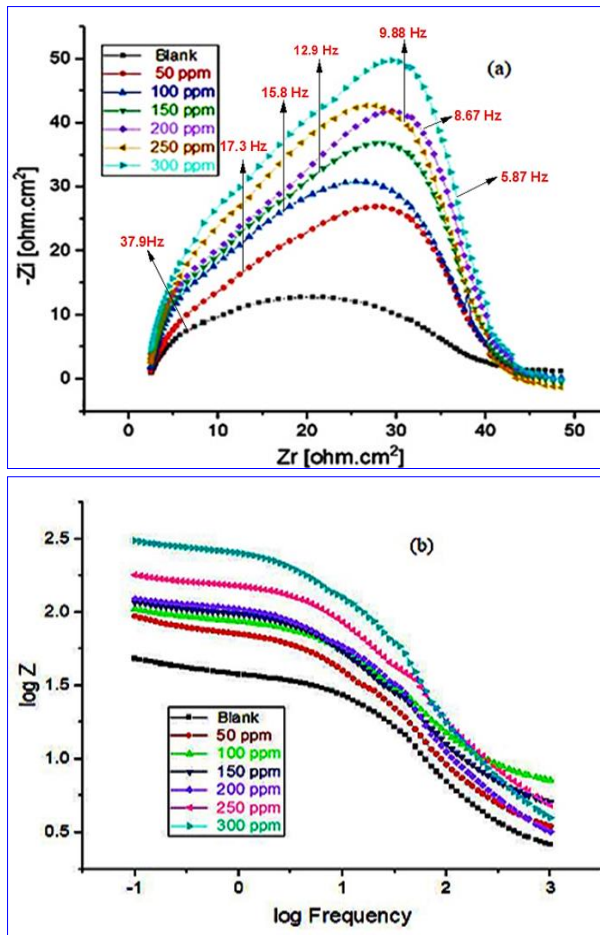 Blank
50 ppm
100 ppm
150 ppm
200 ppm
250 ppm
300 ppm
(a)
9.88 Hz
12.9 Hz
15.8 Hz
17.3 Hz
37.9Hz
8.67 Hz
5.87 Hz
-Zi [ohm.cm²]
50
40
30
20
10
0
0 10 20 30 40 50
Zr [ohm.cm²]
(b)
log Z
2.5
2.0
1.5
1.0
0.5
Blank
50 ppm
100 ppm
150 ppm
200 ppm
250 ppm
300 ppm
-1 0 1 2 3
log Frequency